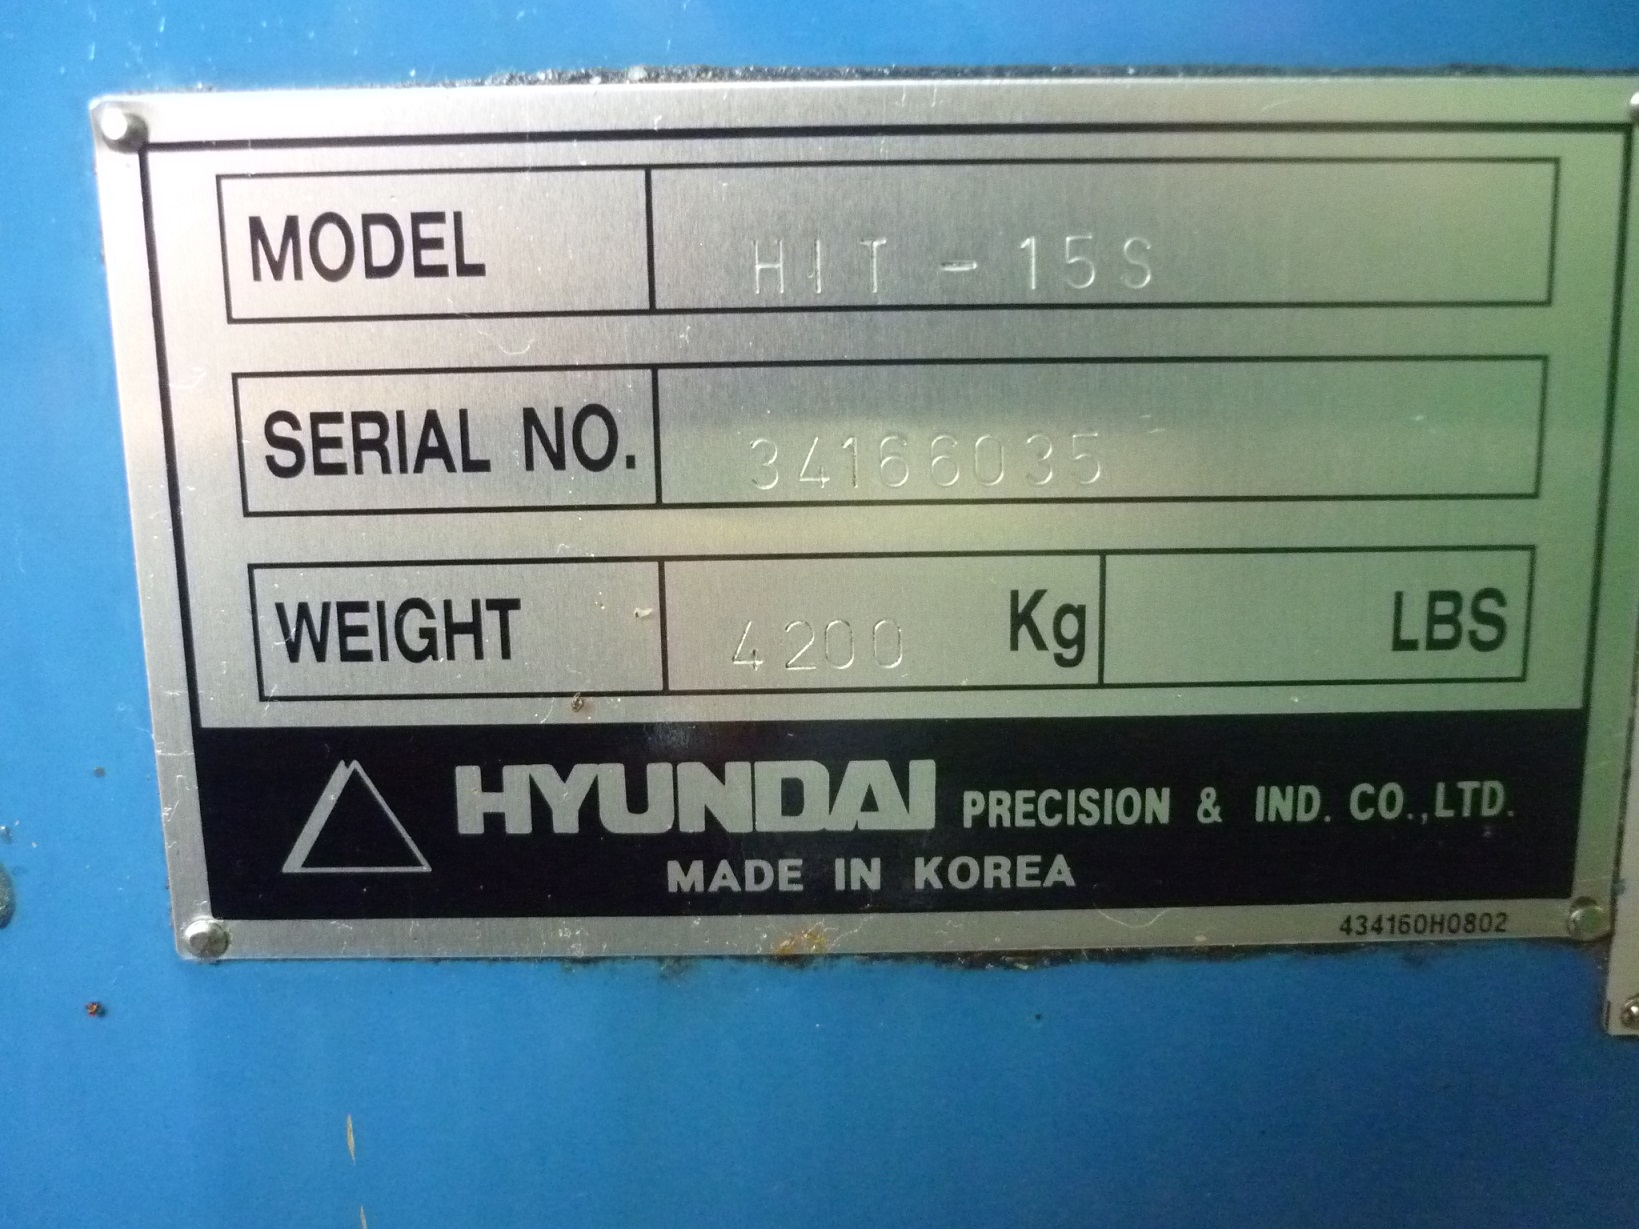 MODEL HIT-15S
SERIAL NO. 34166035
WEIGHT 4200 Kg LBS
HYUNDAI PRECISION & IND. CO.,LTD.
MADE IN KOREA
434160H0802